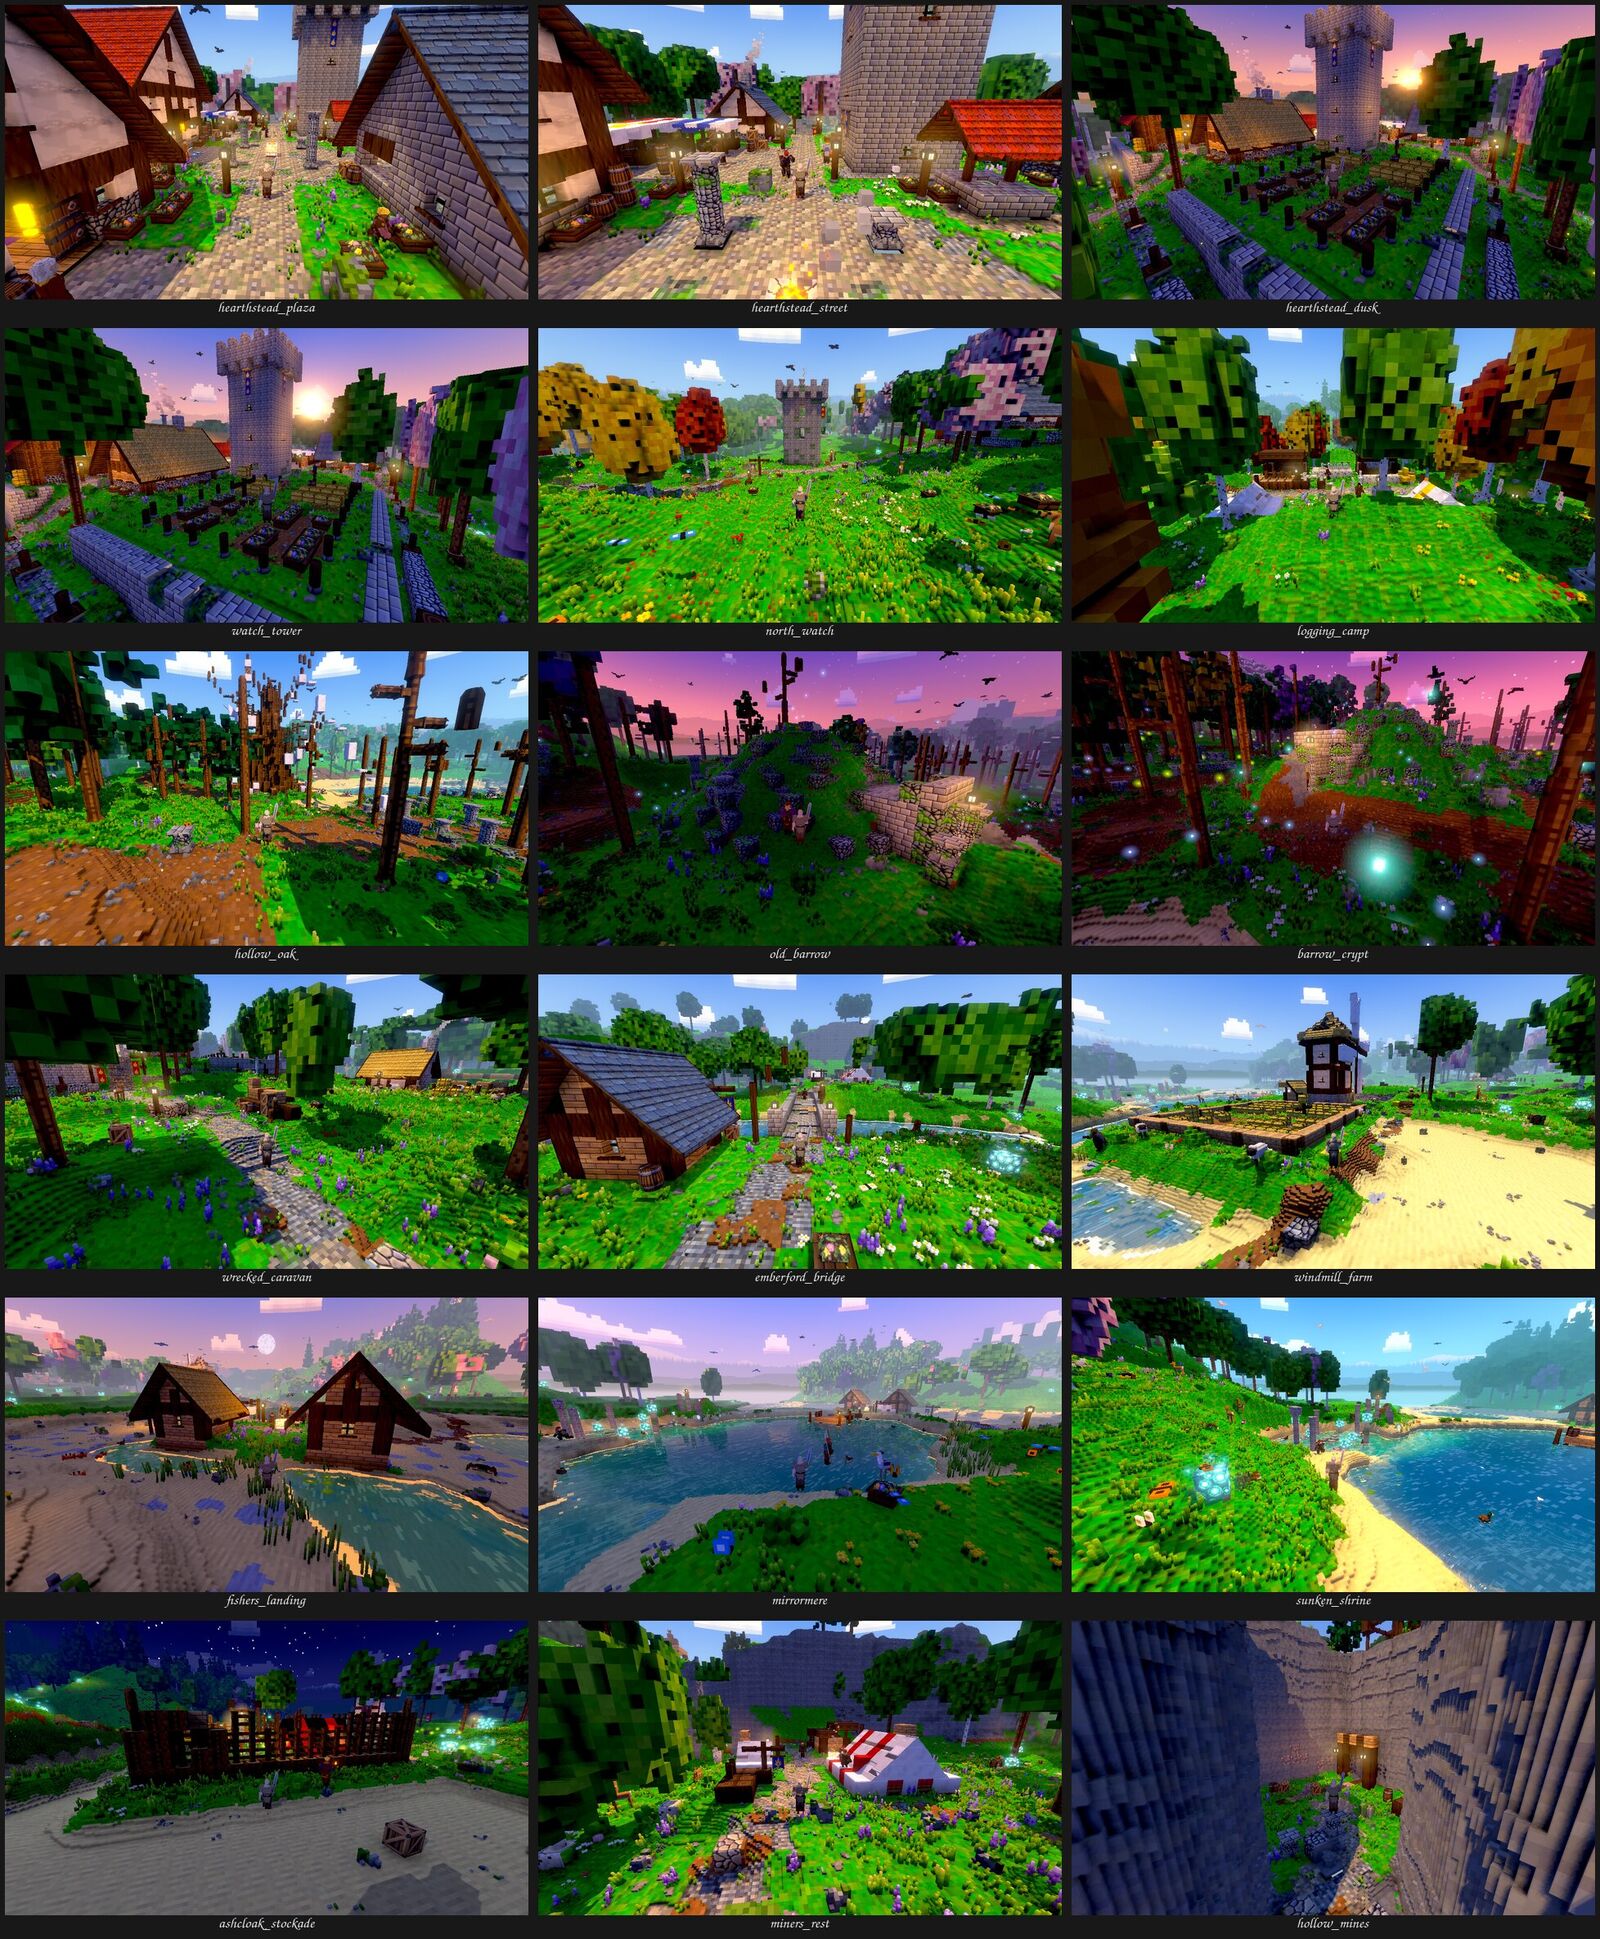 hearthstead_plaza
hearthstead_street
hearthstead_dusk
watch_tower
north_watch
logging_camp
hollow_oak
old_barrow
barrow_crypt
wrecked_caravan
emberford_bridge
windmill_farm
fishers_landing
mirrormere
sunken_shrine
ashcloak_stockade
miners_rest
hollow_mines